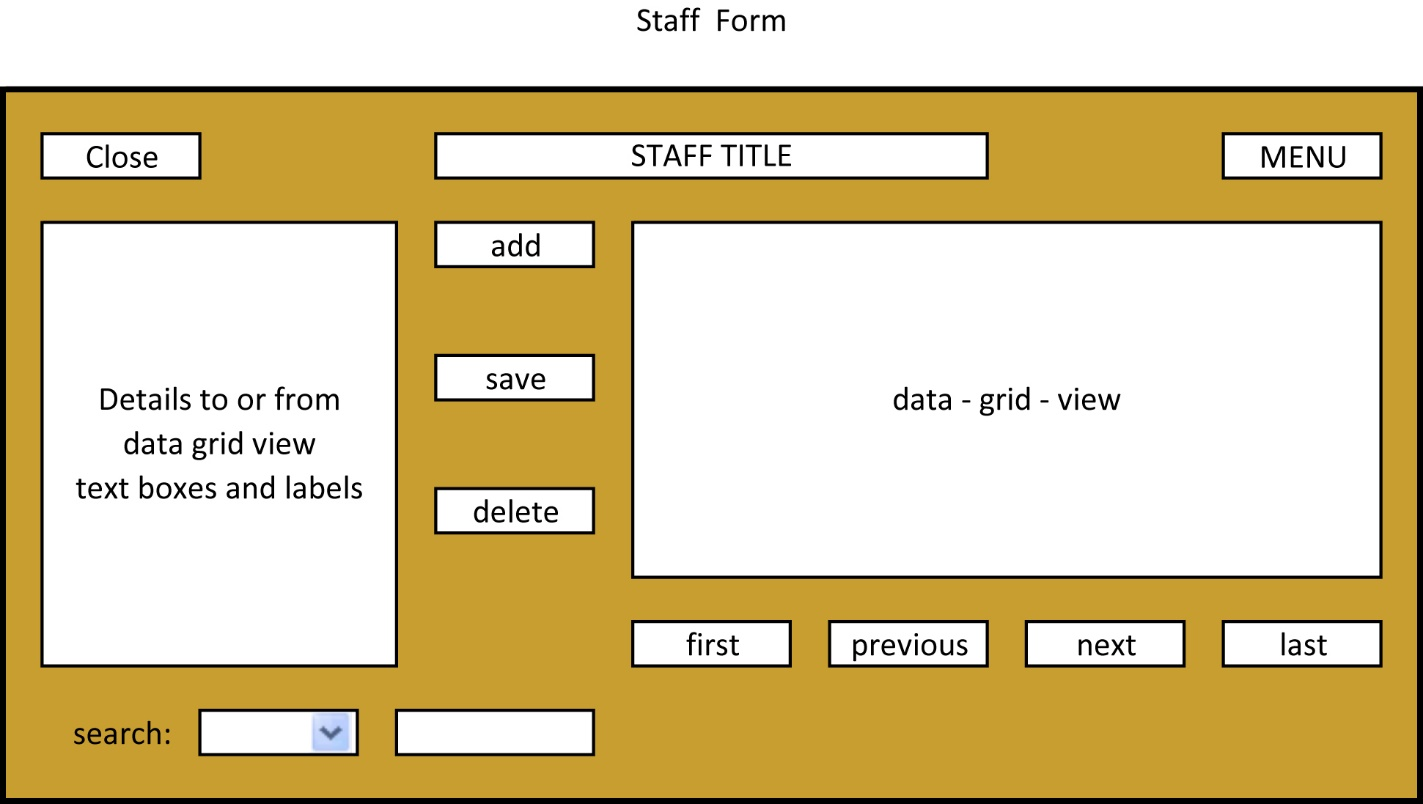 Staff Form
Close
STAFF TITLE
MENU
add
save
delete
Details to or from
data grid view
text boxes and labels
data - grid - view
first
previous
next
last
search: